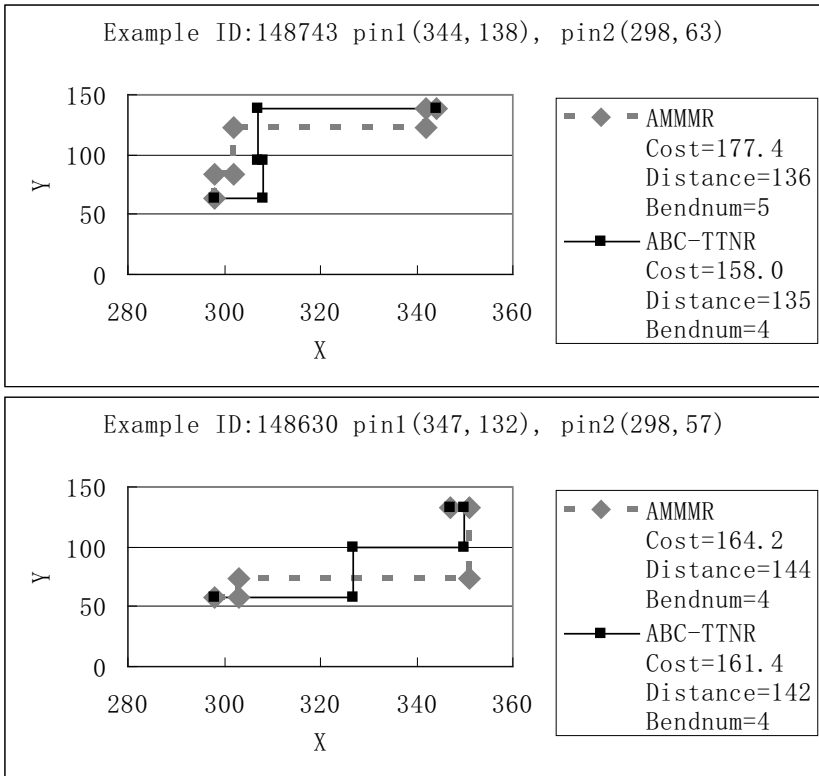 Example ID:148743 pin1(344,138), pin2(298,63)
150
100
50
0
Y
280 300 320 340 360
X
AMMMR
Cost=177.4
Distance=136
Bendnum=5
ABC-TTNR
Cost=158.0
Distance=135
Bendnum=4
Example ID:148630 pin1(347,132), pin2(298,57)
150
100
50
0
Y
280 300 320 340 360
X
AMMMR
Cost=164.2
Distance=144
Bendnum=4
ABC-TTNR
Cost=161.4
Distance=142
Bendnum=4